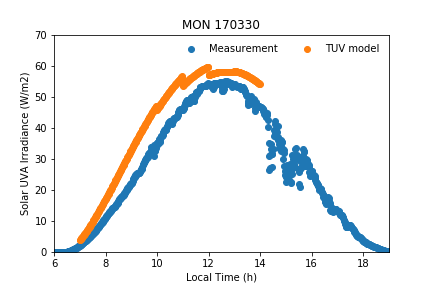 MON 170330
Measurement TUV model
Solar UVA Irradiance (W/m2)
70
60
50
40
30
20
10
0
6 8 10 12 14 16 18
Local Time (h)